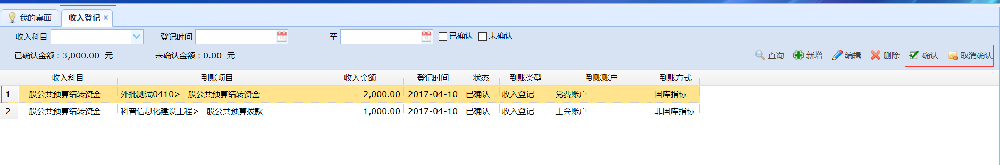 我的桌面 收入登记 ×
收入科目 登记时间 至 已确认 未确认
已确认金额：3,000.00 元 未确认金额：0.00 元 查询 新增 编辑 删除 确认 取消确认
收入科目 到账项目 收入金额 登记时间 状态 到账类型 到账账户 到账方式
1 一般公共预算结转资金 外批测试0410>一般公共预算结转资金 2,000.00 2017-04-10 已确认 收入登记 党费账户 国库指标
2 一般公共预算结转资金 科普信息化建设工程>一般公共预算拨款 1,000.00 2017-04-10 已确认 收入登记 工会账户 非国库指标